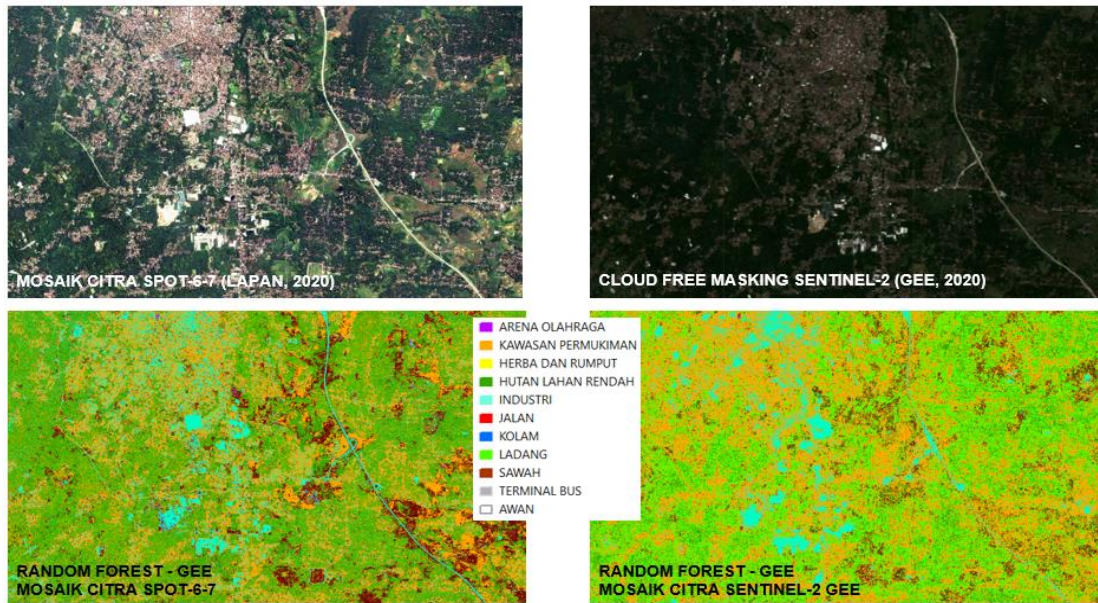 MOSAIK CITRA SPOT-6-7 (LAPAN, 2020)
CLOUD FREE MASKING SENTINEL-2 (GEE, 2020)
ARENA OLAHRAGA
KAWASAN PERMUKIMAN
HERBA DAN RUMPUT
HUTAN LAHAN RENDAH
INDUSTRI
JALAN
KOLAM
LADANG
SAWAH
TERMINAL BUS
AWAN
RANDOM FOREST - GEE
MOSAIK CITRA SPOT-6-7
RANDOM FOREST - GEE
MOSAIK CITRA SENTINEL-2 GEE